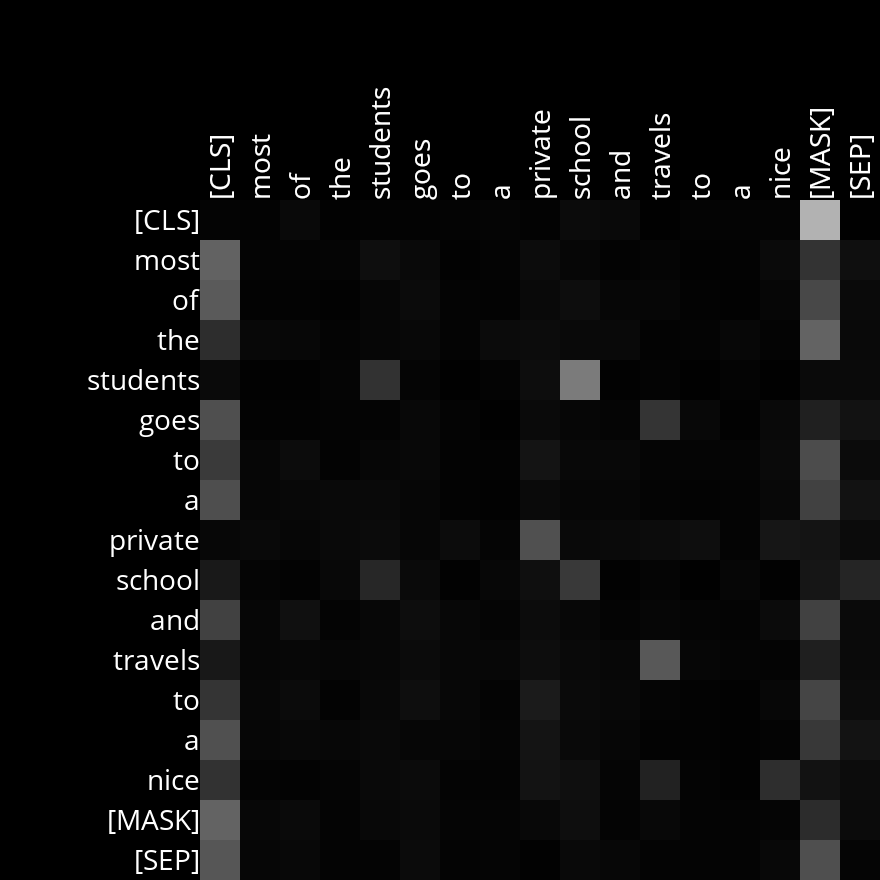 [CLS] most of the students goes to a private school and travels to a nice [MASK] [SEP]
[CLS]
most
of
the
students
goes
to
a
private
school
and
travels
to
a
nice
[MASK]
[SEP]